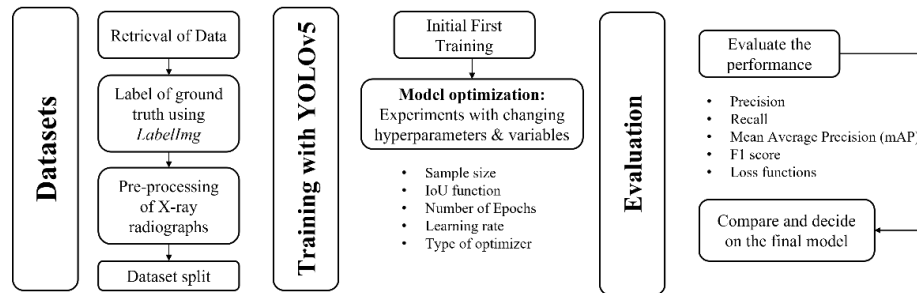 Datasets
Retrieval of Data
Label of ground
truth using
LabelImg
Pre-processing
of X-ray
radiographs
Dataset split
Training with YOLOv5
Initial First
Training
Model optimization:
Experiments with changing
hyperparameters & variables
• Sample size
• IoU function
• Number of Epochs
• Learning rate
• Type of optimizer
Evaluation
Evaluate the
performance
• Precision
• Recall
• Mean Average Precision (mAP)
• F1 score
• Loss functions
Compare and decide
on the final model